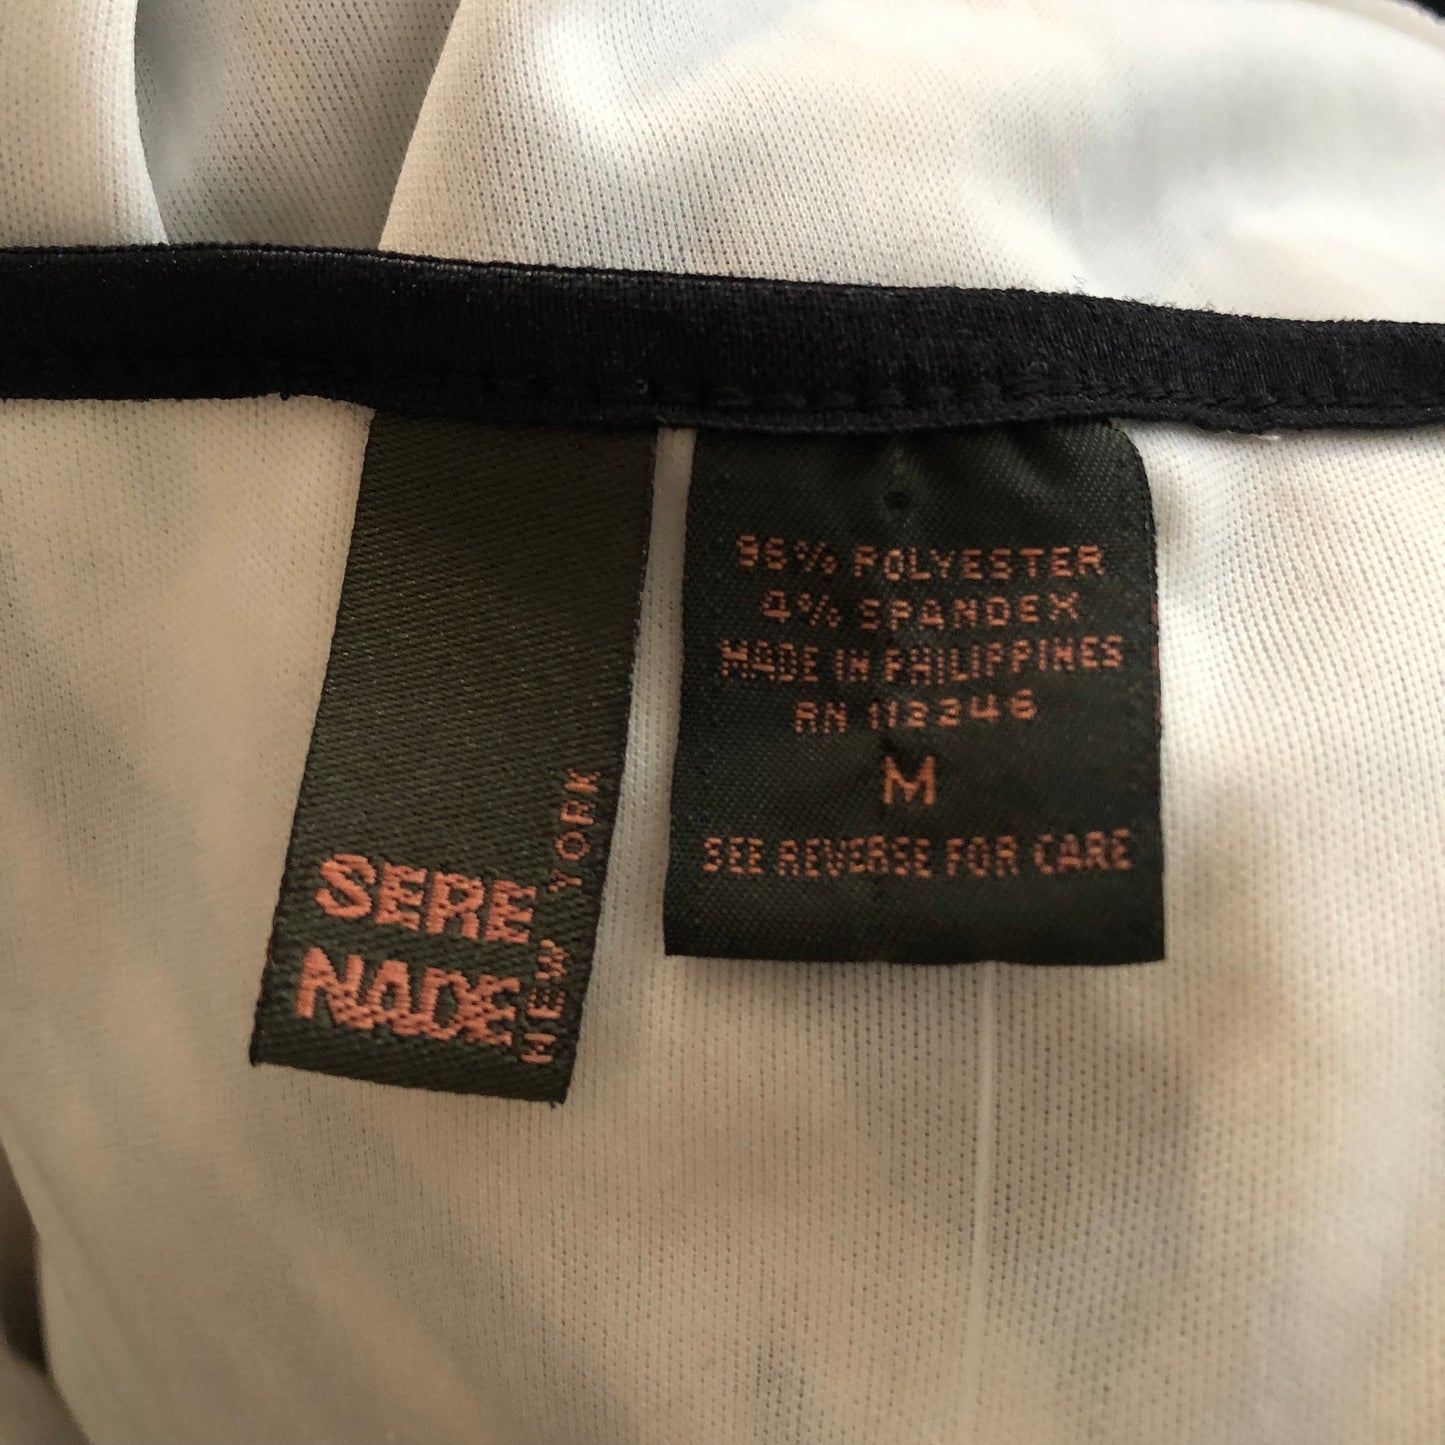 SERE
NADE
NEW YORK
96% POLYESTER
4% SPANDEX
MADE IN PHILIPPINES
RN 112246
M
SEE REVERSE FOR CARE